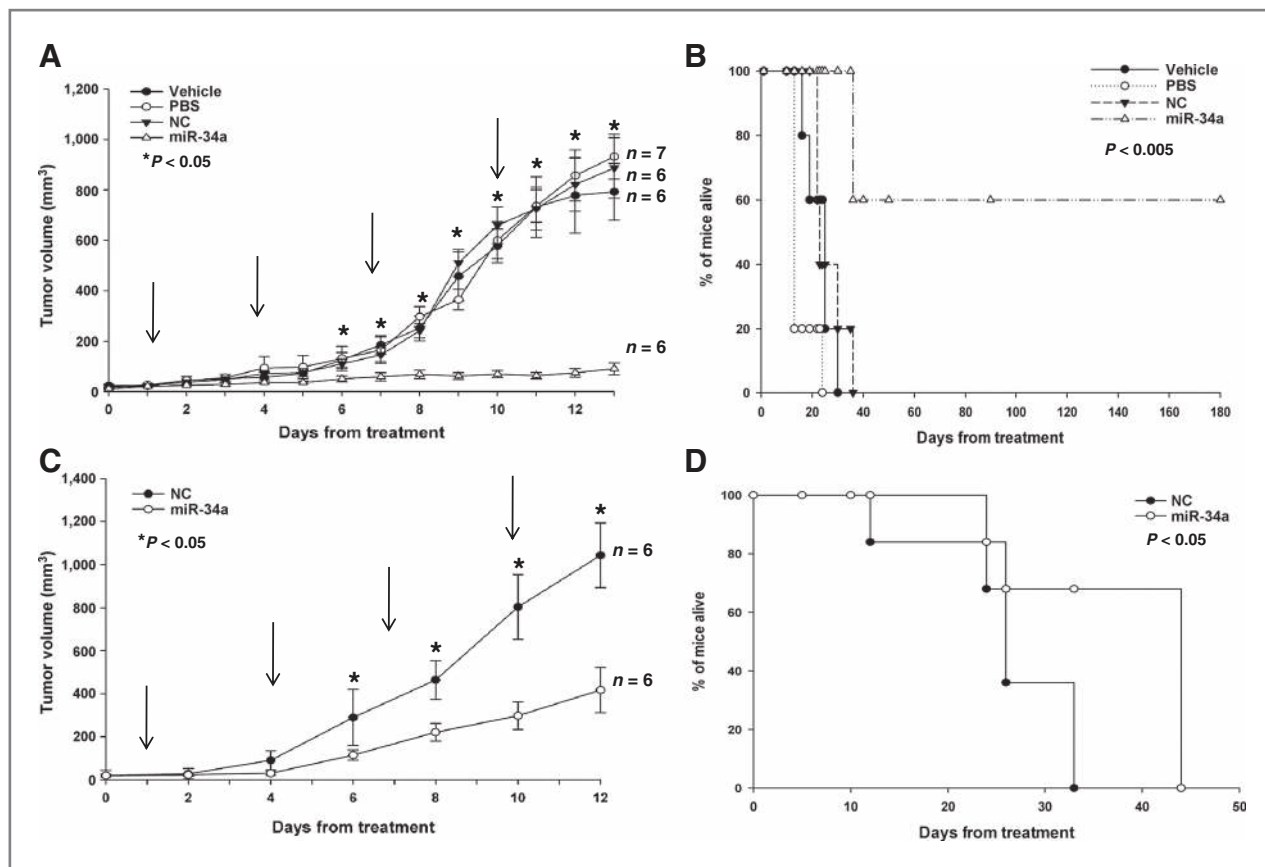 A
Tumor volume (mm³)
1,200
1,000
800
600
400
200
0
Vehicle
PBS
NC
miR-34a
*P < 0.05
* * * * * * * *
n = 7
n = 6
n = 6
n = 6
0 2 4 6 8 10 12
Days from treatment
B
% of mice alive
100
80
60
40
20
0
Vehicle
PBS
NC
miR-34a
P < 0.005
0 20 40 60 80 100 120 140 160 180
Days from treatment
C
Tumor volume (mm³)
1,400
1,200
1,000
800
600
400
200
0
NC
miR-34a
*P < 0.05
* * * *
n = 6
n = 6
0 2 4 6 8 10 12
Days from treatment
D
% of mice alive
100
80
60
40
20
0
NC
miR-34a
P < 0.05
0 10 20 30 40 50
Days from treatment